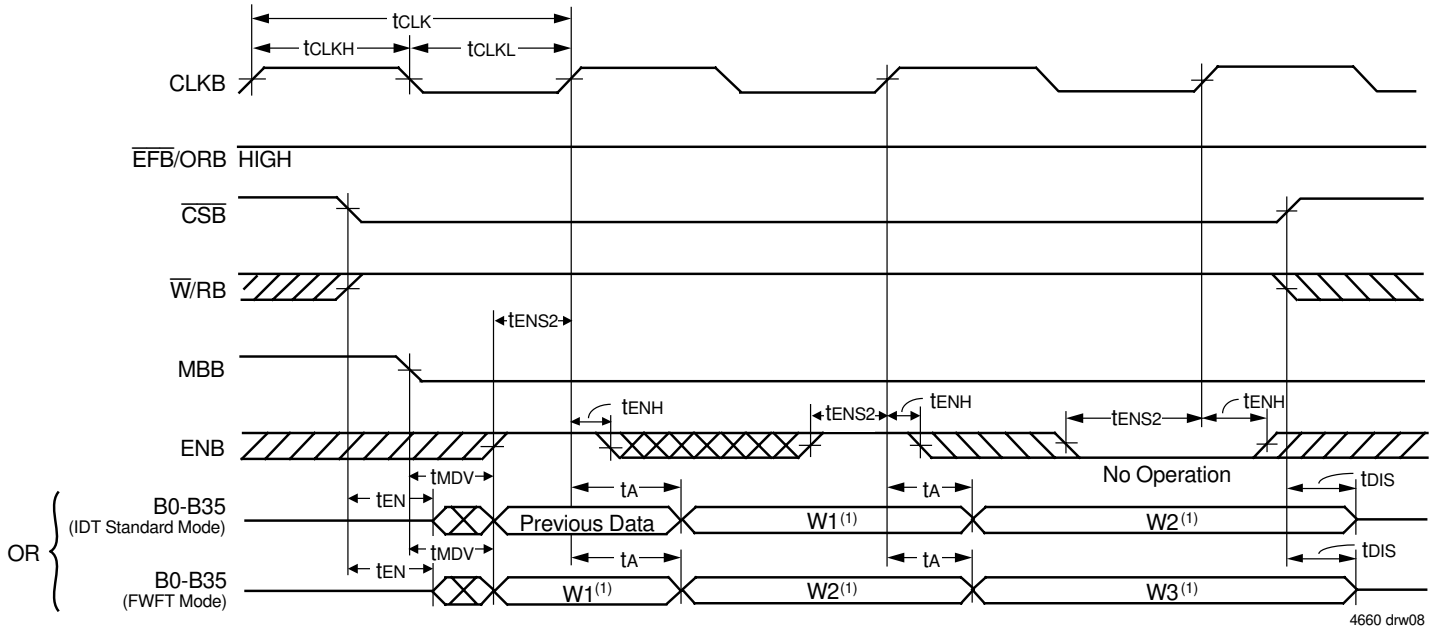 tCLK
tCLKH
tCLKL
CLKB
EFB/ORB HIGH
CSB
W/RB
tENS2
MBB
tENH
tENS2
tENH
tENS2
tENH
ENB
No Operation
tMDV
tEN
tA
tA
tDIS
B0-B35
(IDT Standard Mode)
Previous Data
W1(1)
W2(1)
OR
tMDV
tEN
tA
tA
tDIS
B0-B35
(FWFT Mode)
W1(1)
W2(1)
W3(1)
4660 drw08